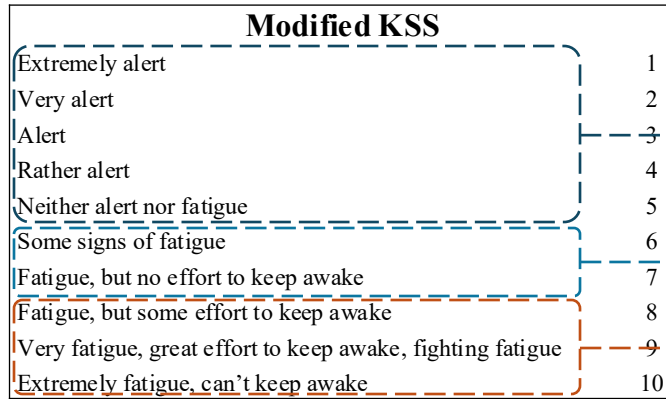 Modified KSS
Extremely alert 1
Very alert 2
Alert 3
Rather alert 4
Neither alert nor fatigue 5
Some signs of fatigue 6
Fatigue, but no effort to keep awake 7
Fatigue, but some effort to keep awake 8
Very fatigue, great effort to keep awake, fighting fatigue 9
Extremely fatigue, can’t keep awake 10